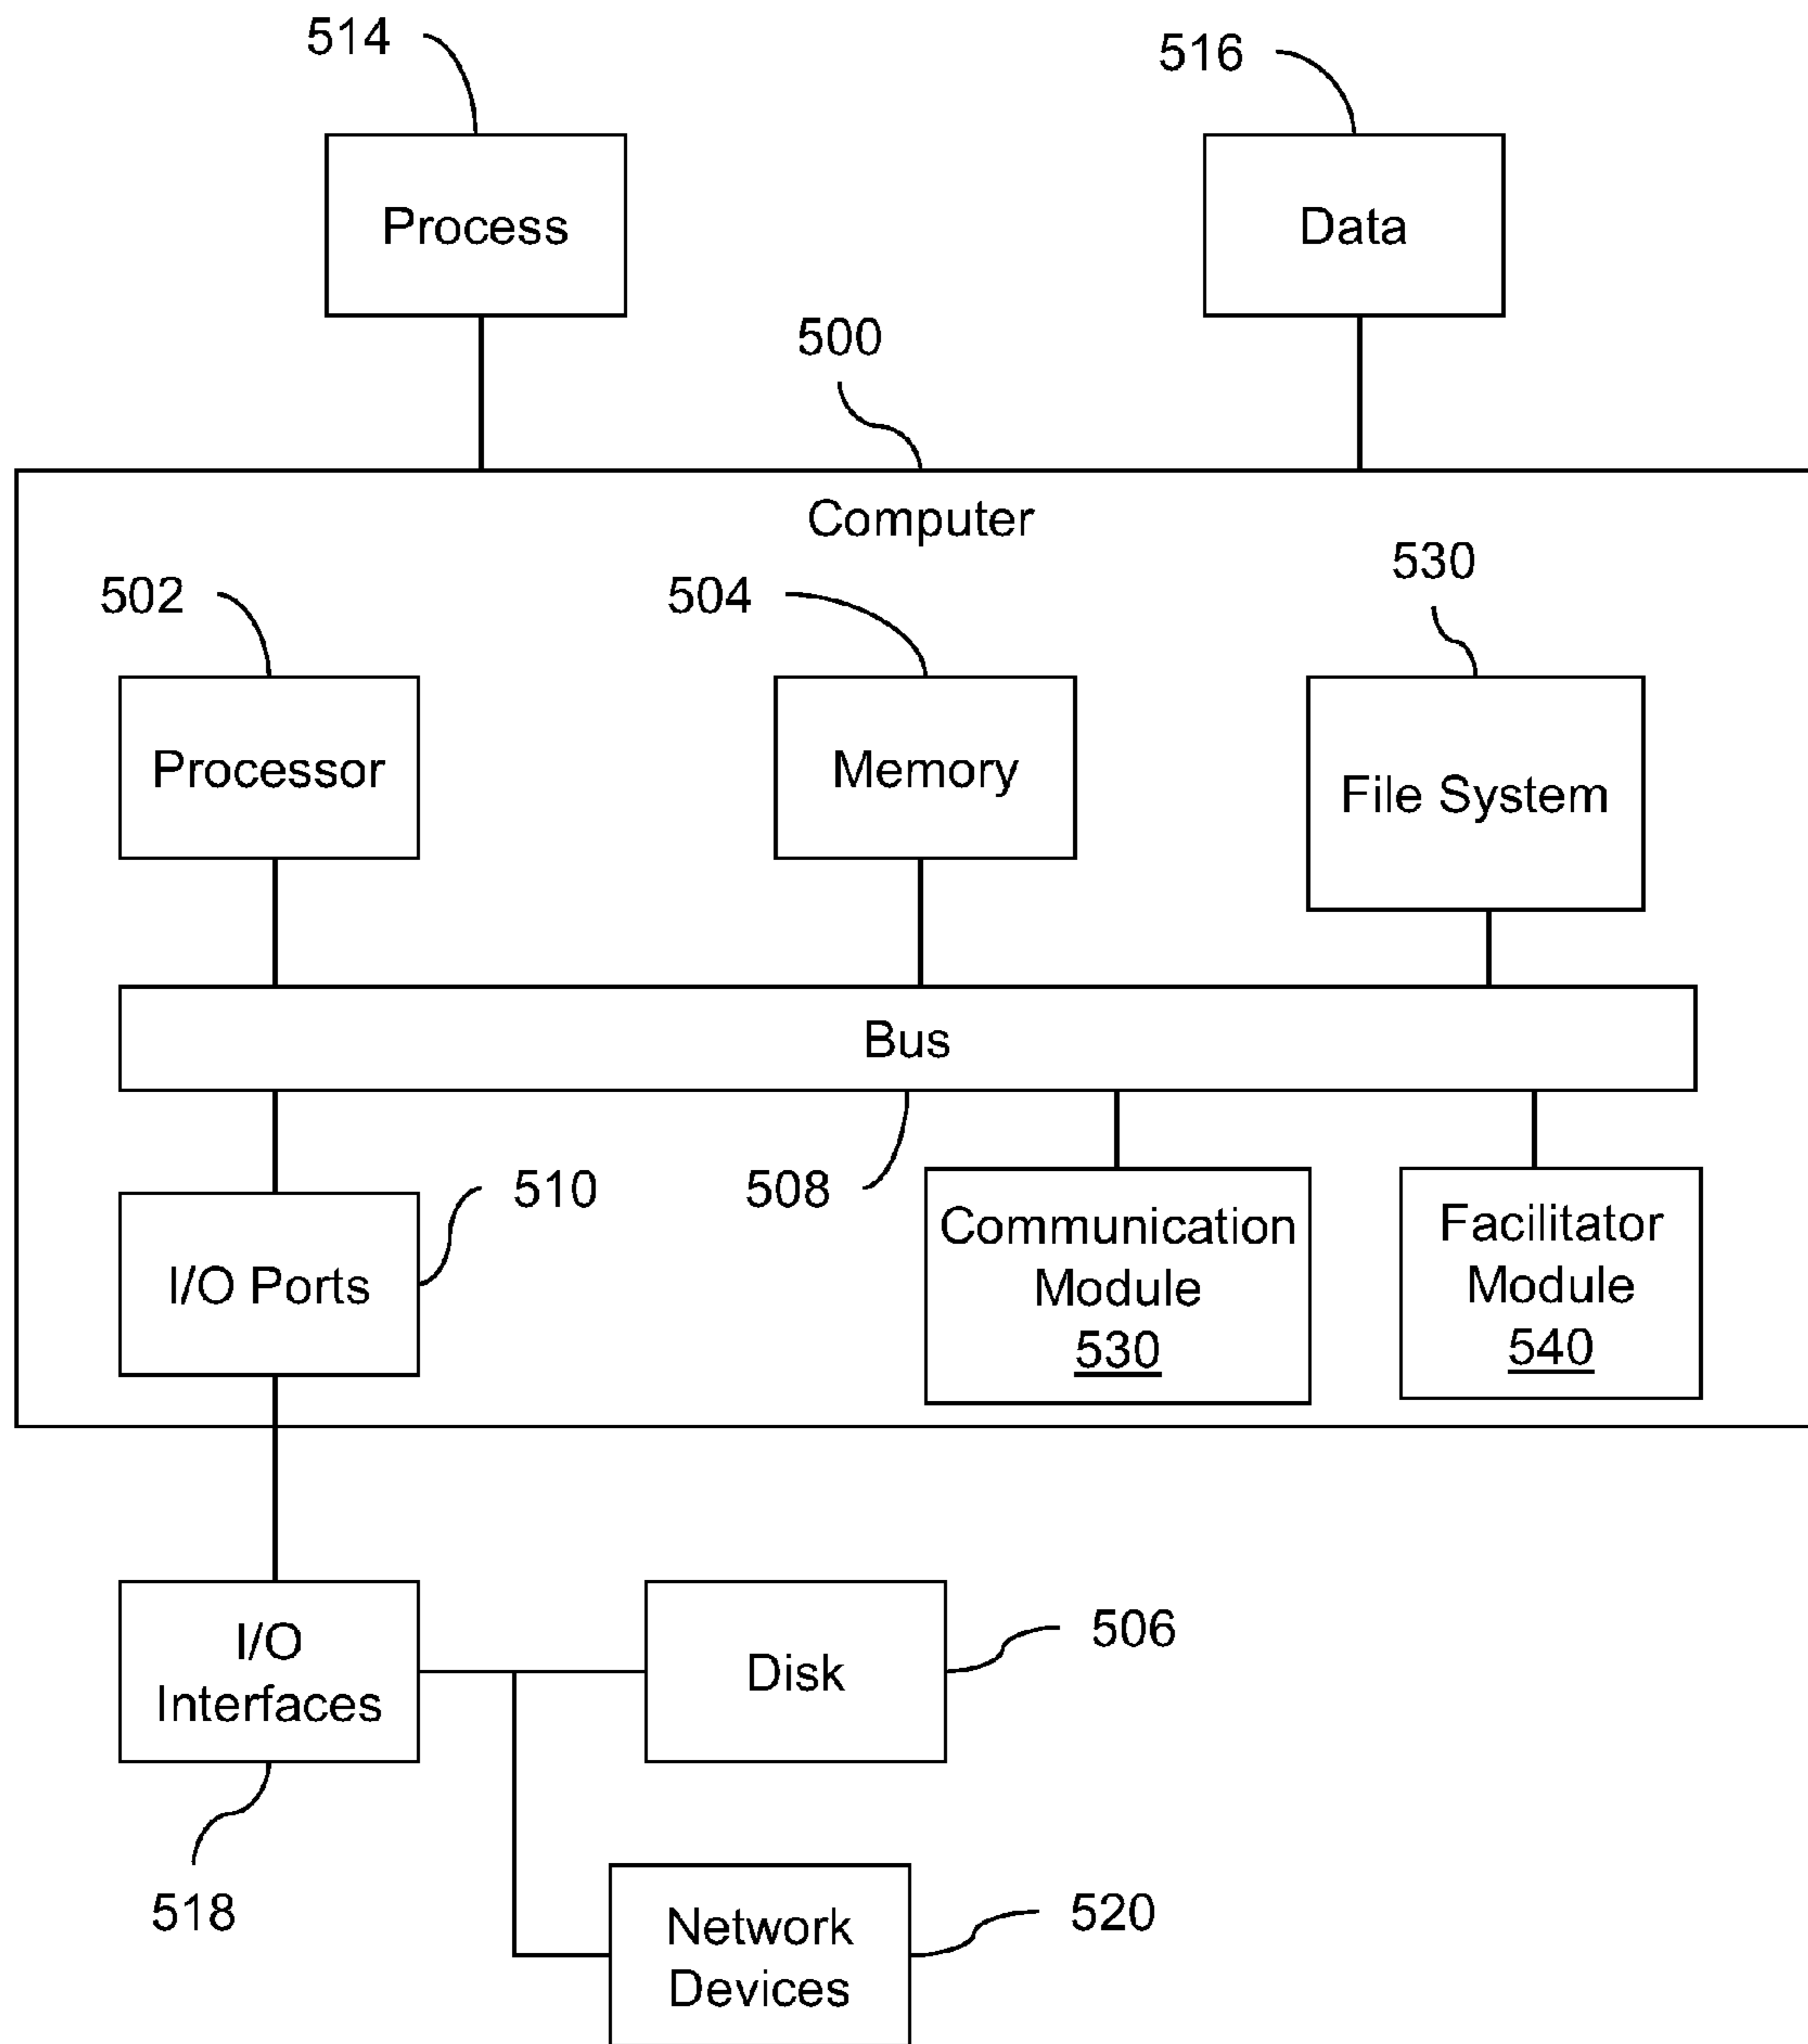 514
516
Process
Data
500
Computer
502
504
530
Processor
Memory
File System
Bus
510
508
I/O Ports
Communication
Module
530
Facilitator
Module
540
I/O
Interfaces
Disk
506
518
Network
Devices
520